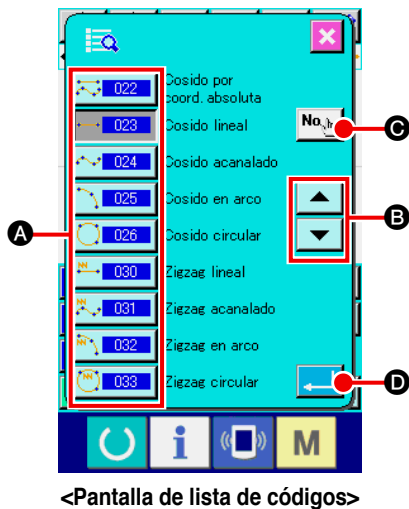 022 Cosido por
coord. absoluta
No.
023 Cosido lineal
C
024 Cosido acanalado
025 Cosido en arco
B
A
026 Cosido circular
030 Zigzag lineal
031 Zigzag acanalado
032 Zigzag en arco
033 Zigzag circular
D
i
M
<Pantalla de lista de códigos>